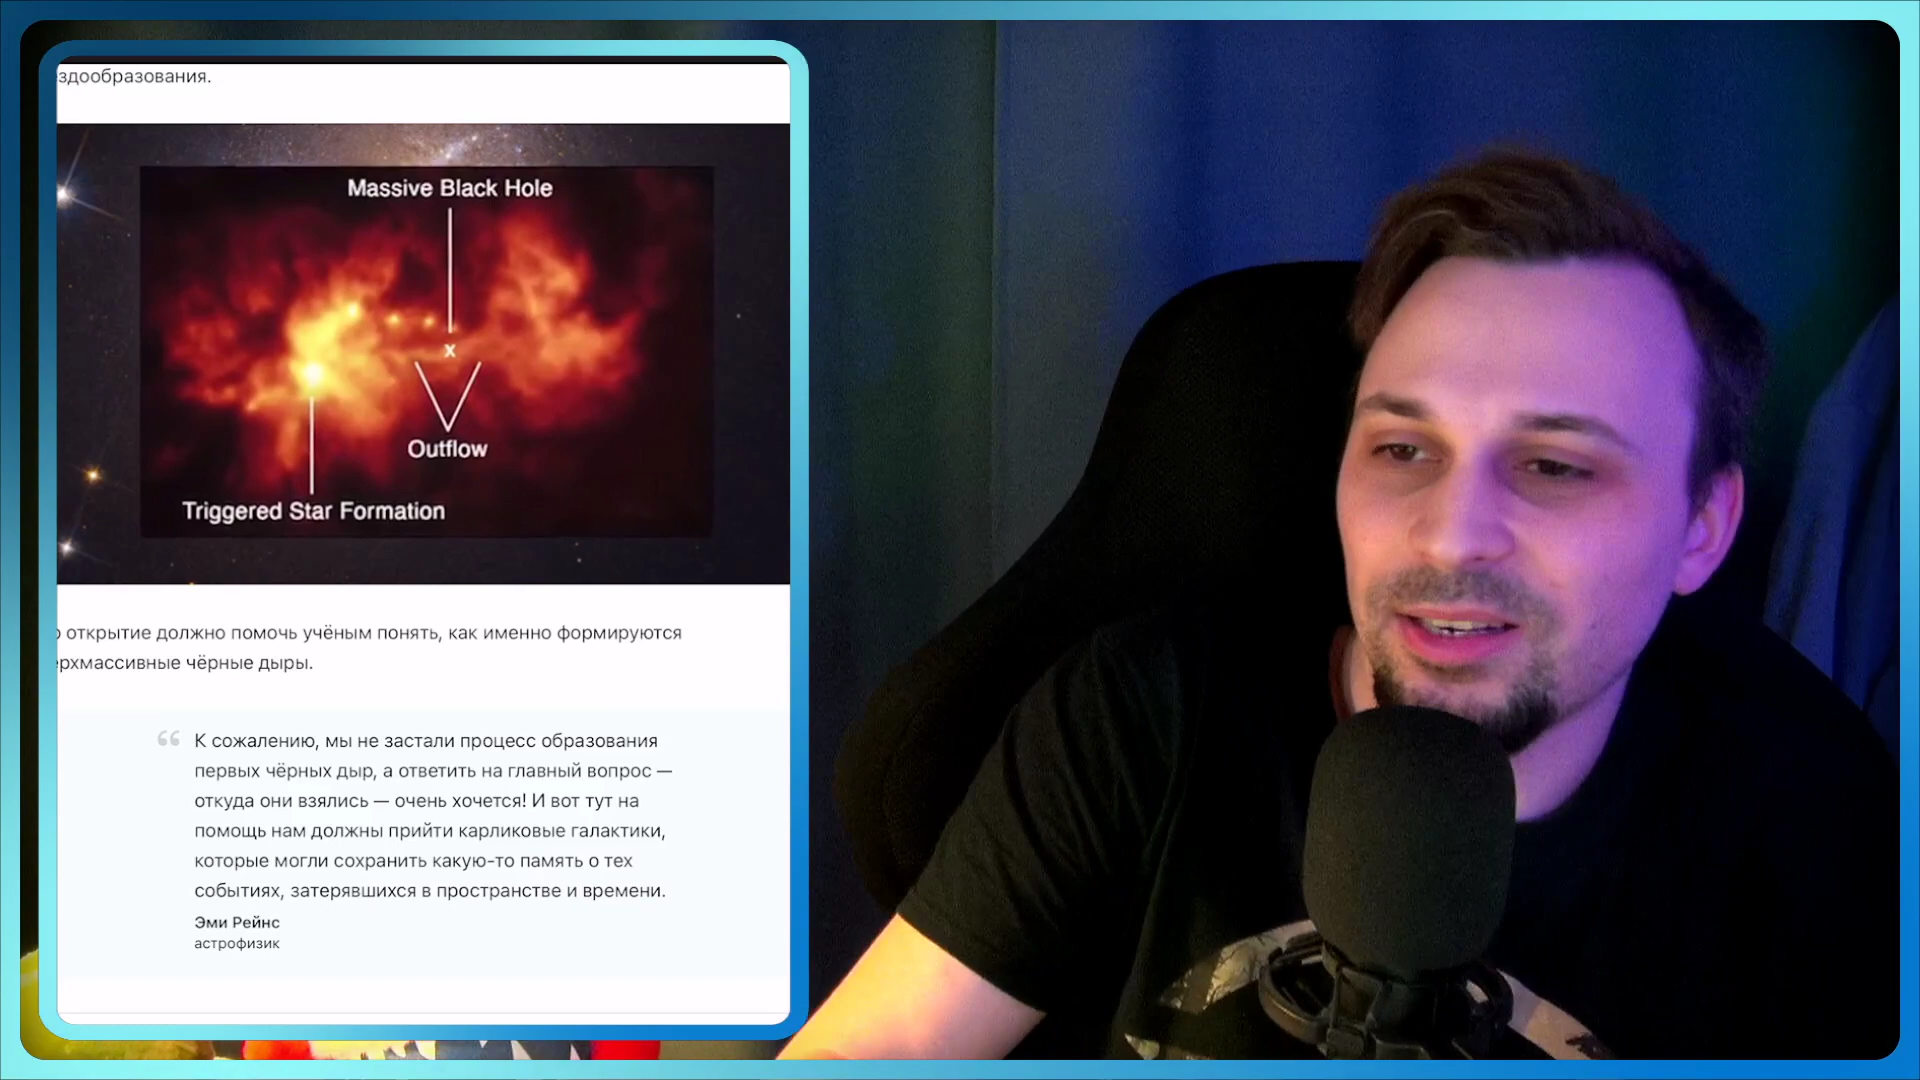 здообразования.
Massive Black Hole
x
Outflow
Triggered Star Formation
открытие должно помочь учёным понять, как именно формируются
рхмассивные чёрные дыры.
К сожалению, мы не застали процесс образования
первых чёрных дыр, а ответить на главный вопрос —
откуда они взялись — очень хочется! И вот тут на
помощь нам должны прийти карликовые галактики,
которые могли сохранить какую-то память о тех
событиях, затерявшихся в пространстве и времени.
Эми Рейнс
астрофизик